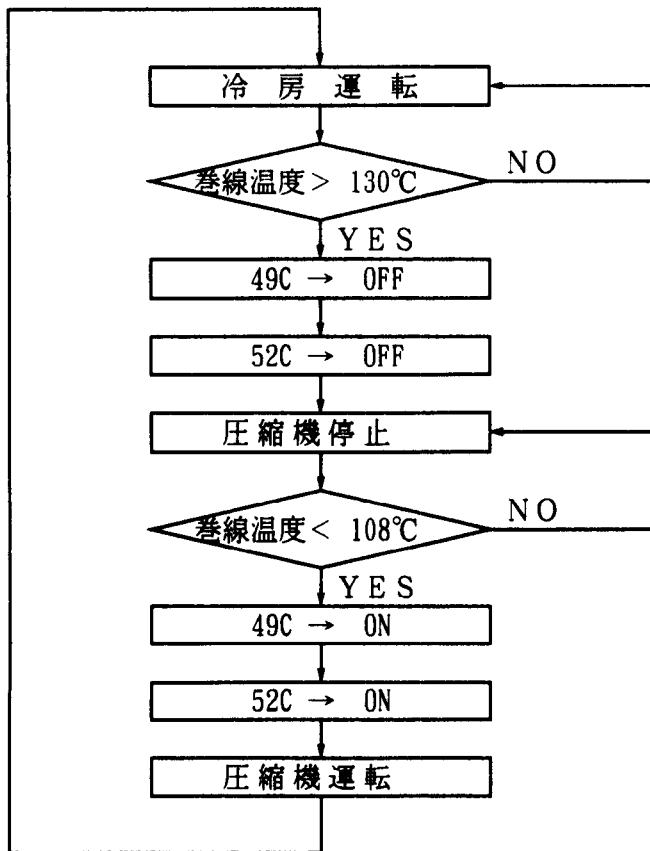 冷房運転
巻線温度> 130℃
NO
YES
49C → OFF
52C → OFF
圧縮機停止
巻線温度< 108℃
NO
YES
49C → ON
52C → ON
圧縮機運転